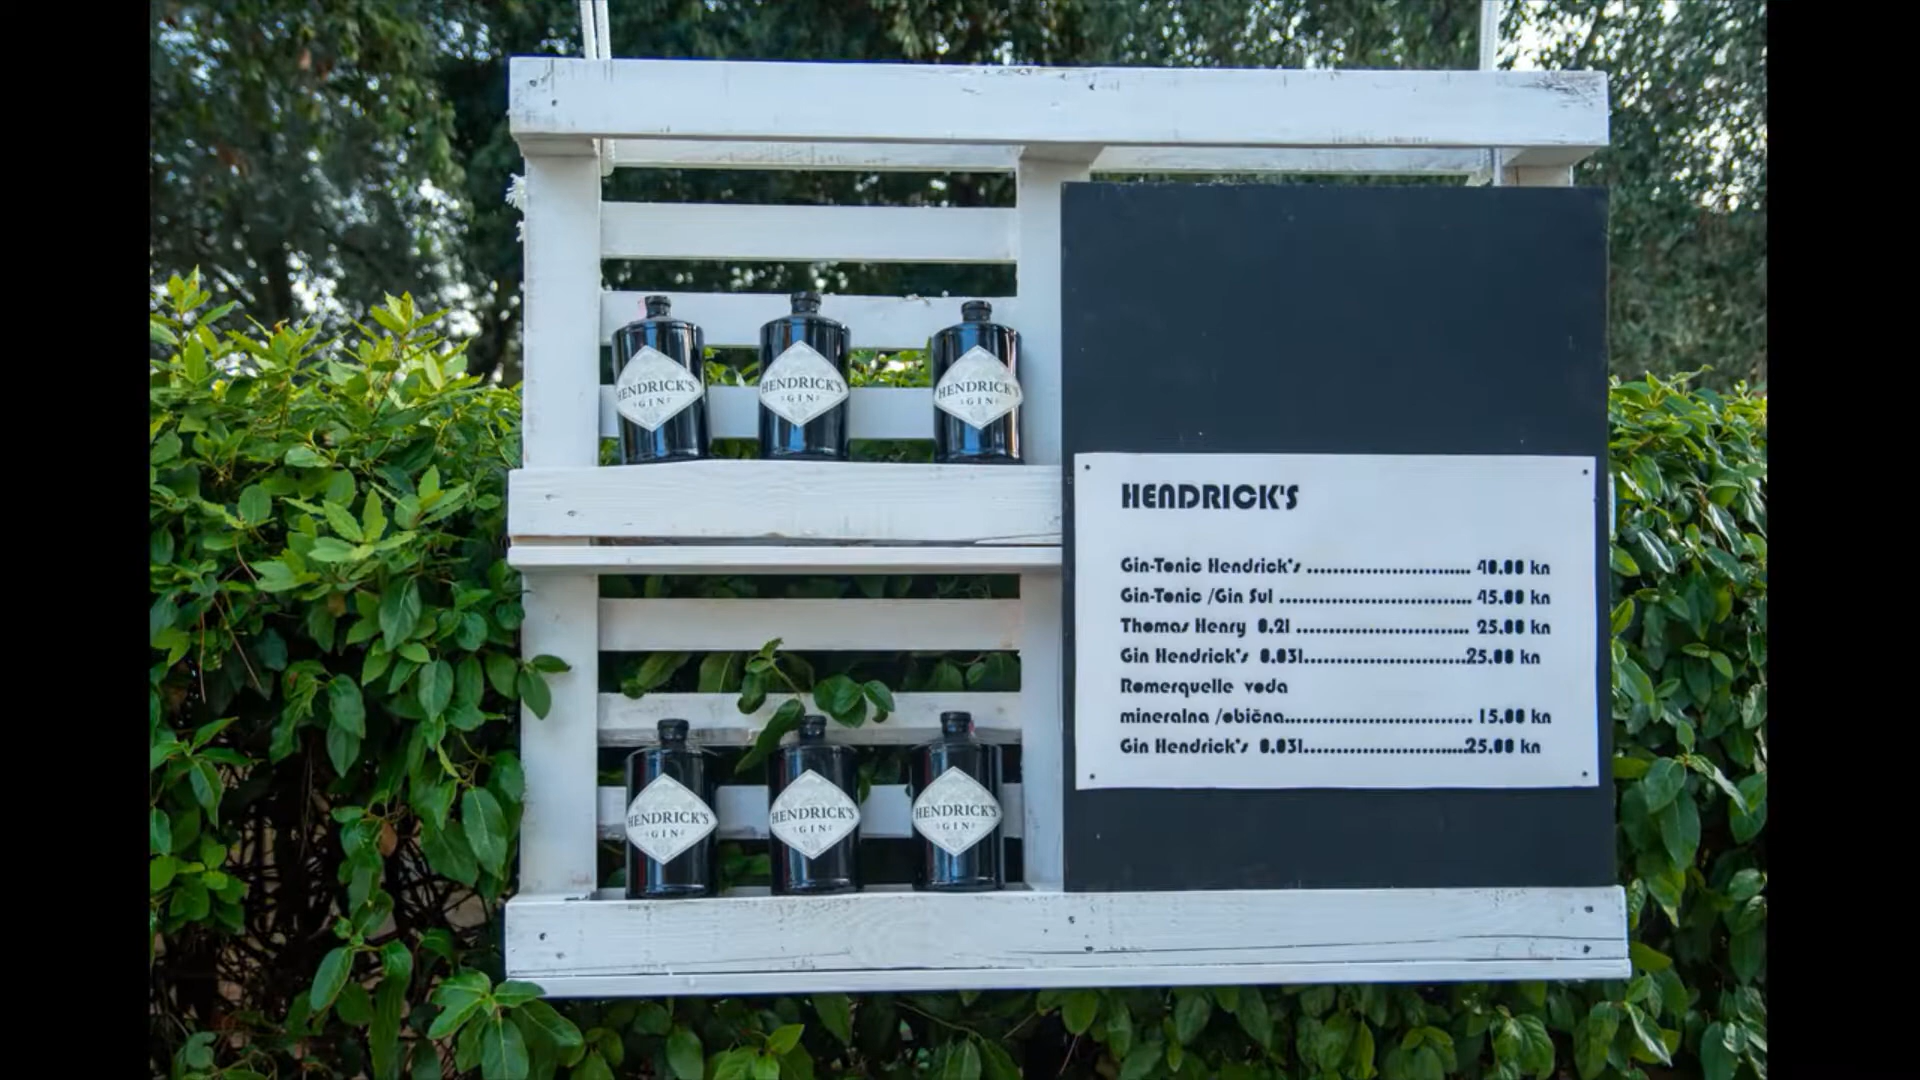 HENDRICK'S
GIN
HENDRICK'S
GIN
HENDRICK'S
GIN
HENDRICK'S
Gin-Tonic Hendrick's ........................... 40.00 kn
Gin-Tonic /Gin Sul ................................ 45.00 kn
Thomas Henry 0.2l ............................. 25.00 kn
Gin Hendrick's 0.03l...........................25.00 kn
Romerquelle voda
mineralna /obična............................... 15.00 kn
Gin Hendrick's 0.03l...........................25.00 kn
HENDRICK'S
GIN
HENDRICK'S
GIN
HENDRICK'S
GIN